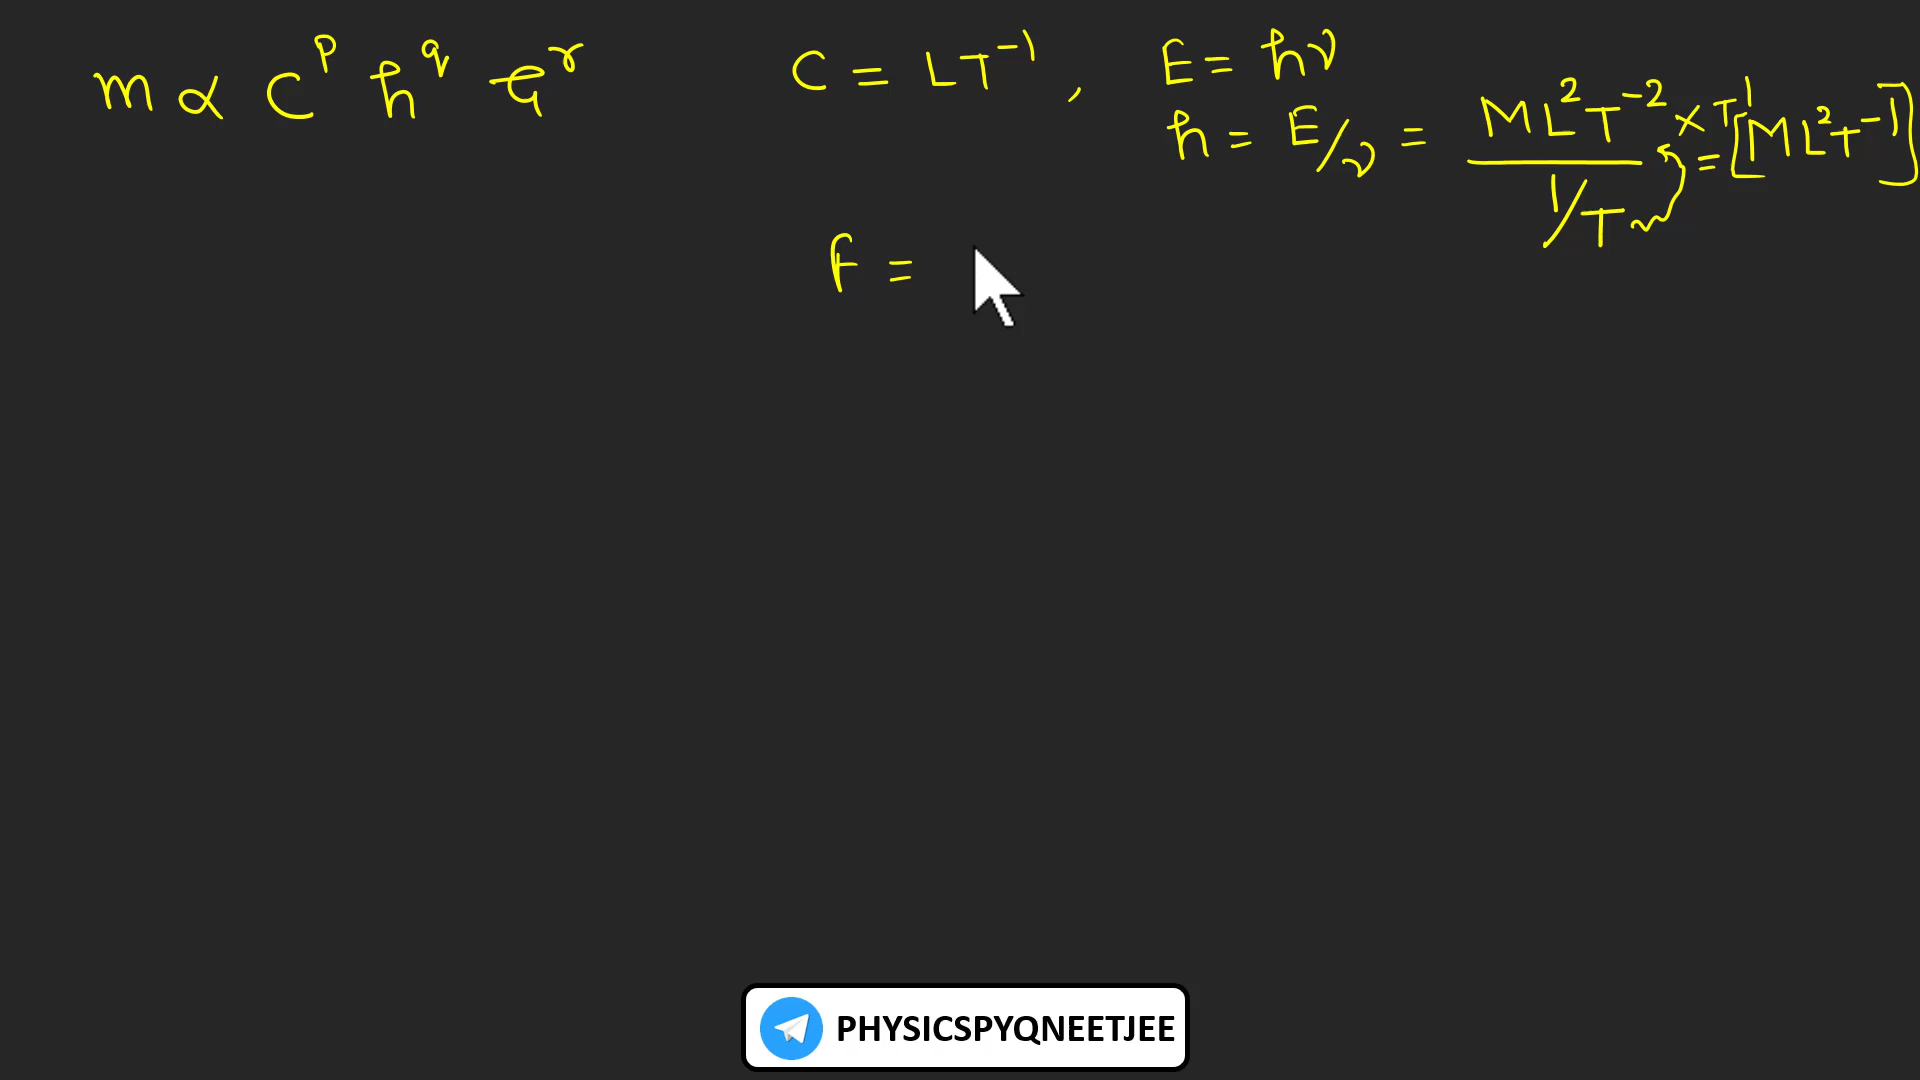 m ∝ C^p h^q G^r
C = LT^-1 , E = hν
h = E/ν = ML^2T^-2 / 1/T × T^1 = [ML^2T^-1]
F =
PHYSICSPYQNEETJEE